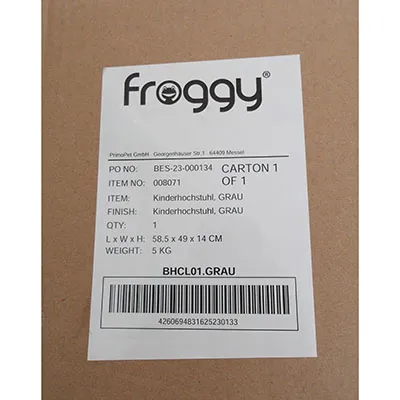 froggy®
PrimoPet GmbH · Georgenhäuser Str.1 · 64409 Messel
PO NO: BES-23-000134 CARTON 1
ITEM NO: 008071 OF 1
ITEM: Kinderhochstuhl, GRAU
FINISH: Kinderhochstuhl, GRAU
QTY: 1
L x W x H: 58.5 x 49 x 14 CM
WEIGHT: 5 KG
BHCL01.GRAU
4260694831625230133